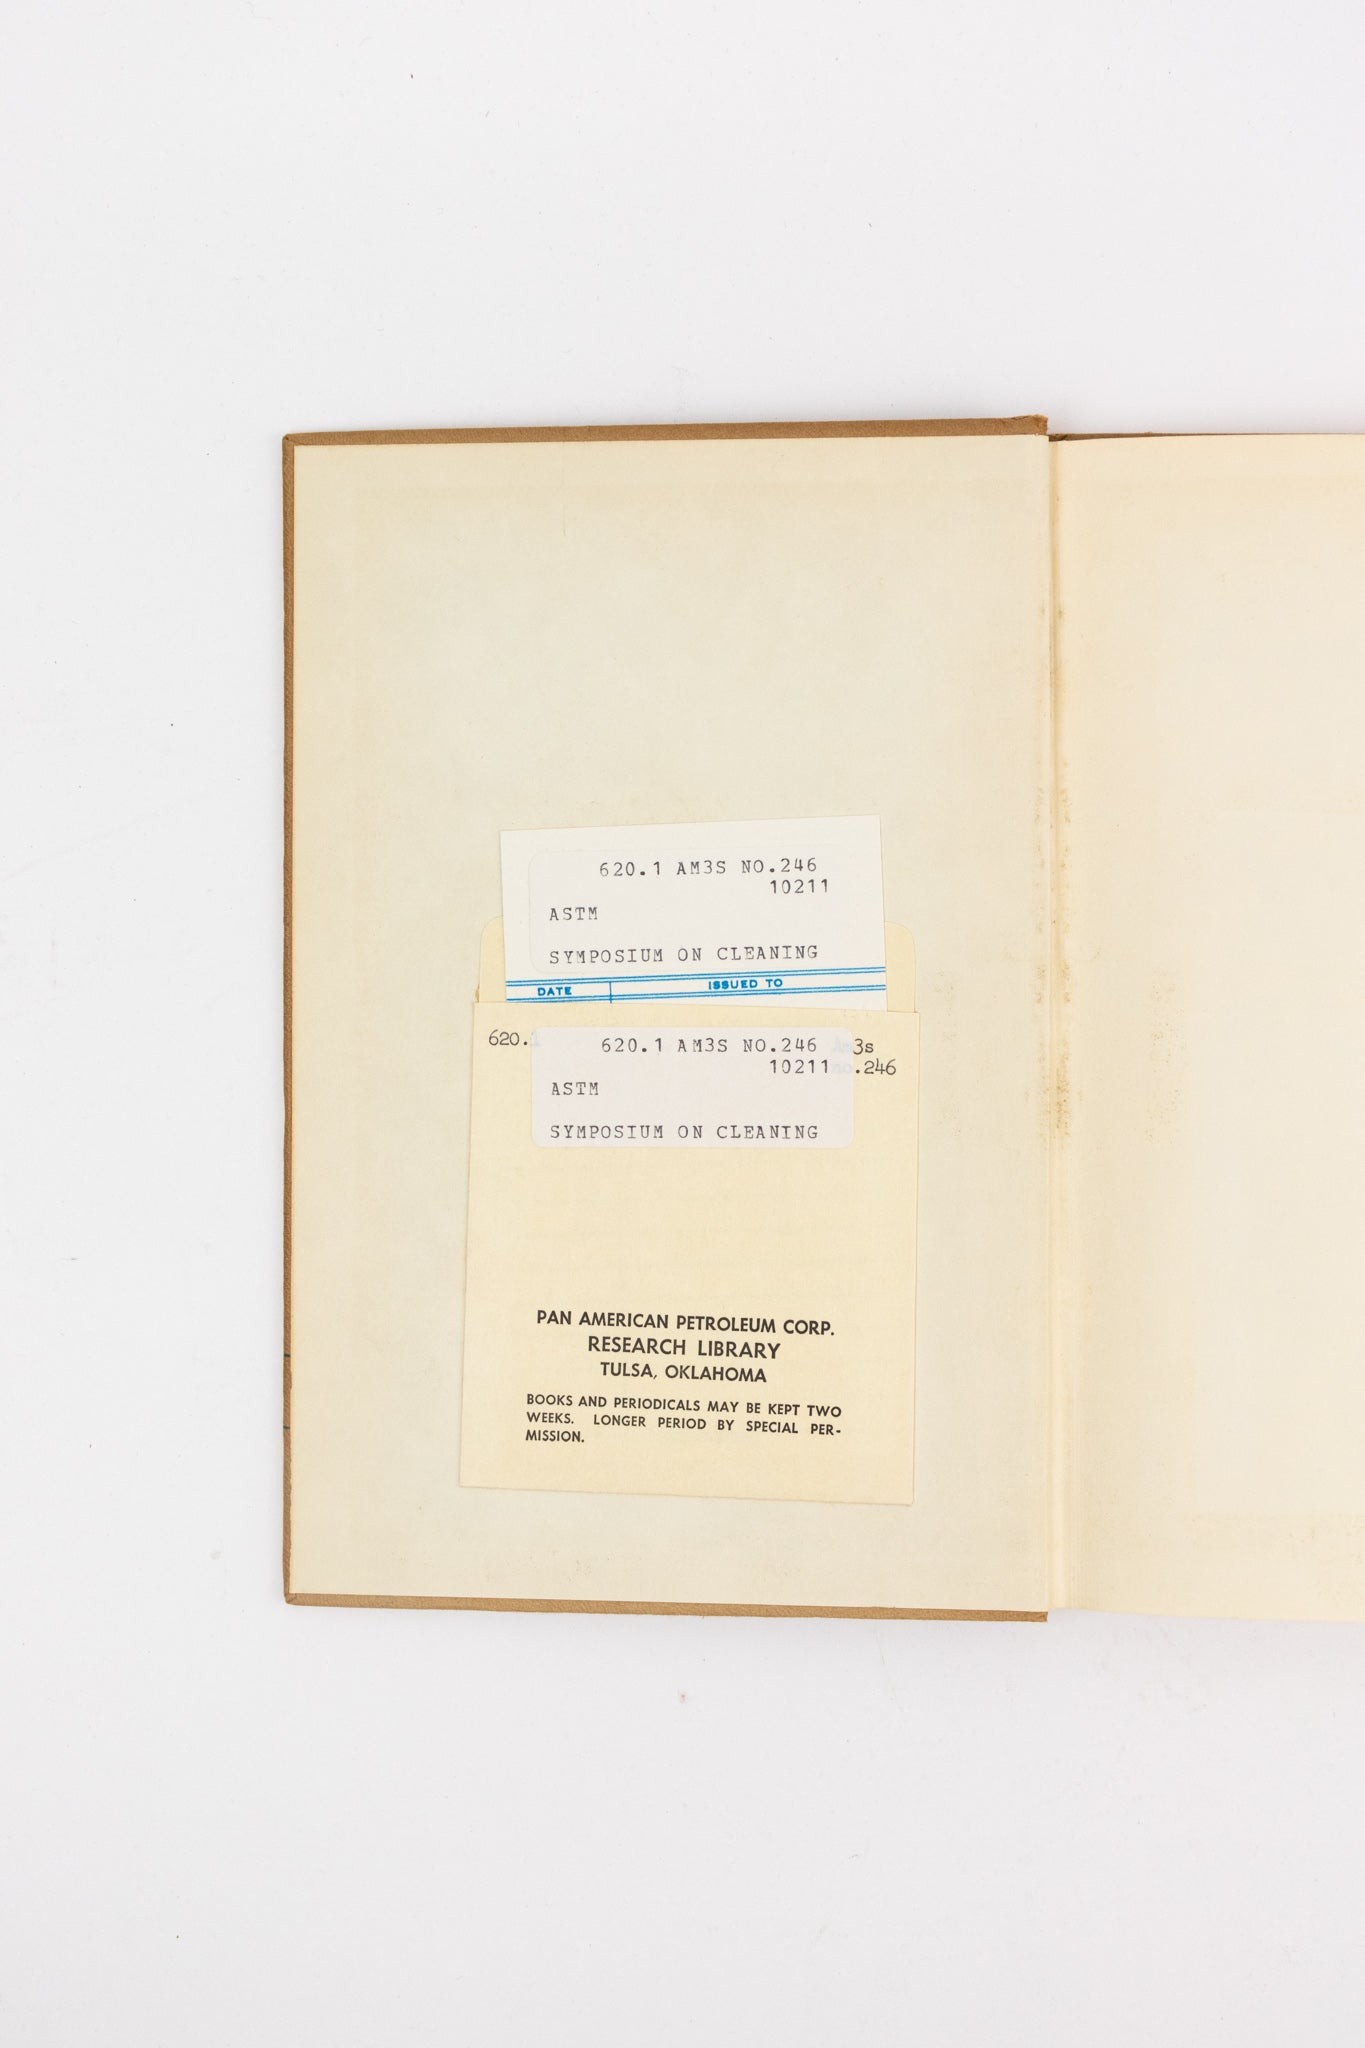 620.1 AM3S NO.246
10211
ASTM
SYMPOSIUM ON CLEANING
DATE ISSUED TO
620.1 Am3s
no.246
620.1 AM3S NO.246
10211
ASTM
SYMPOSIUM ON CLEANING
PAN AMERICAN PETROLEUM CORP.
RESEARCH LIBRARY
TULSA, OKLAHOMA
BOOKS AND PERIODICALS MAY BE KEPT TWO
WEEKS. LONGER PERIOD BY SPECIAL PER-
MISSION.